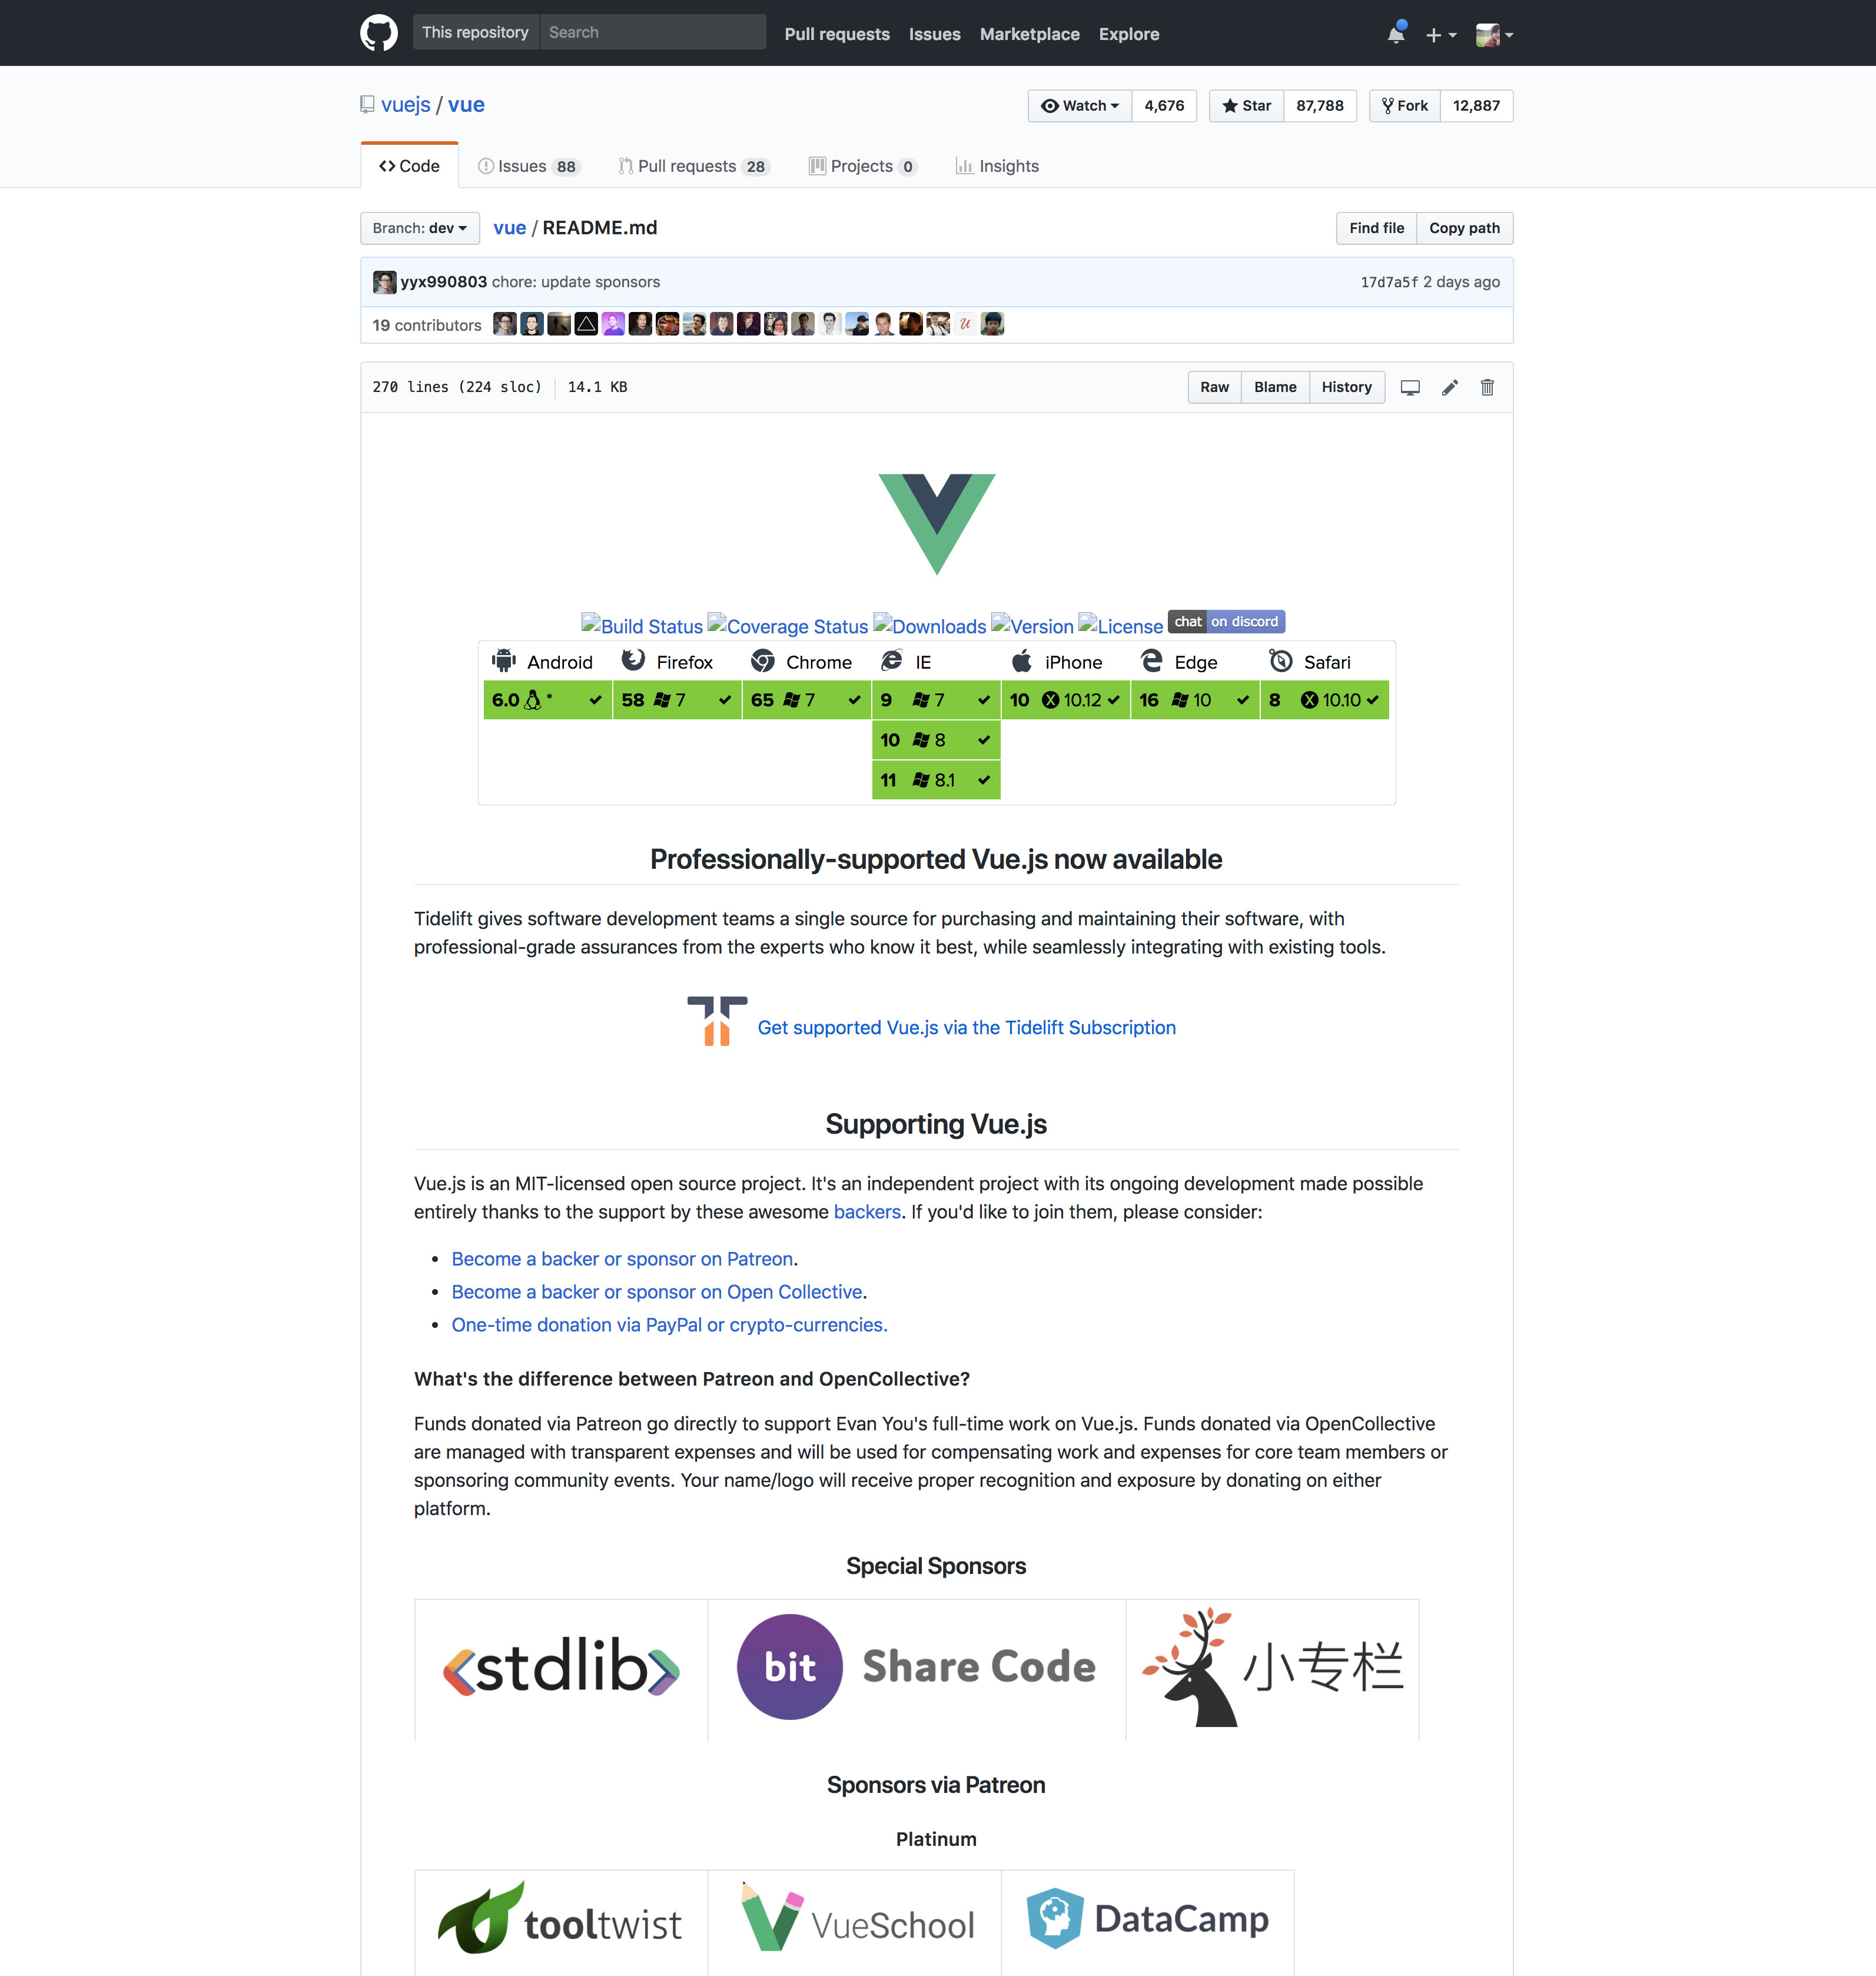 This repository Search Pull requests Issues Marketplace Explore
vuejs / vue
Watch 4,676 Star 87,788 Fork 12,887
Code Issues 88 Pull requests 28 Projects 0 Insights
Branch: dev vue / README.md Find file Copy path
yyx990803 chore: update sponsors 17d7a5f 2 days ago
19 contributors
270 lines (224 sloc) 14.1 KB Raw Blame History
Build Status Coverage Status Downloads Version License chat on discord
Android Firefox Chrome IE iPhone Edge Safari
6.0 * 58 7 65 7 9 7 10 10.12 16 10 8 10.10
10 8
11 8.1
Professionally-supported Vue.js now available
Tidelift gives software development teams a single source for purchasing and maintaining their software, with
professional-grade assurances from the experts who know it best, while seamlessly integrating with existing tools.
Get supported Vue.js via the Tidelift Subscription
Supporting Vue.js
Vue.js is an MIT-licensed open source project. It's an independent project with its ongoing development made possible
entirely thanks to the support by these awesome backers. If you'd like to join them, please consider:
• Become a backer or sponsor on Patreon.
• Become a backer or sponsor on Open Collective.
• One-time donation via PayPal or crypto-currencies.
What's the difference between Patreon and OpenCollective?
Funds donated via Patreon go directly to support Evan You's full-time work on Vue.js. Funds donated via OpenCollective
are managed with transparent expenses and will be used for compensating work and expenses for core team members or
sponsoring community events. Your name/logo will receive proper recognition and exposure by donating on either
platform.
Special Sponsors
<stdlib> bit Share Code 小专栏
Sponsors via Patreon
Platinum
tooltwist VueSchool DataCamp